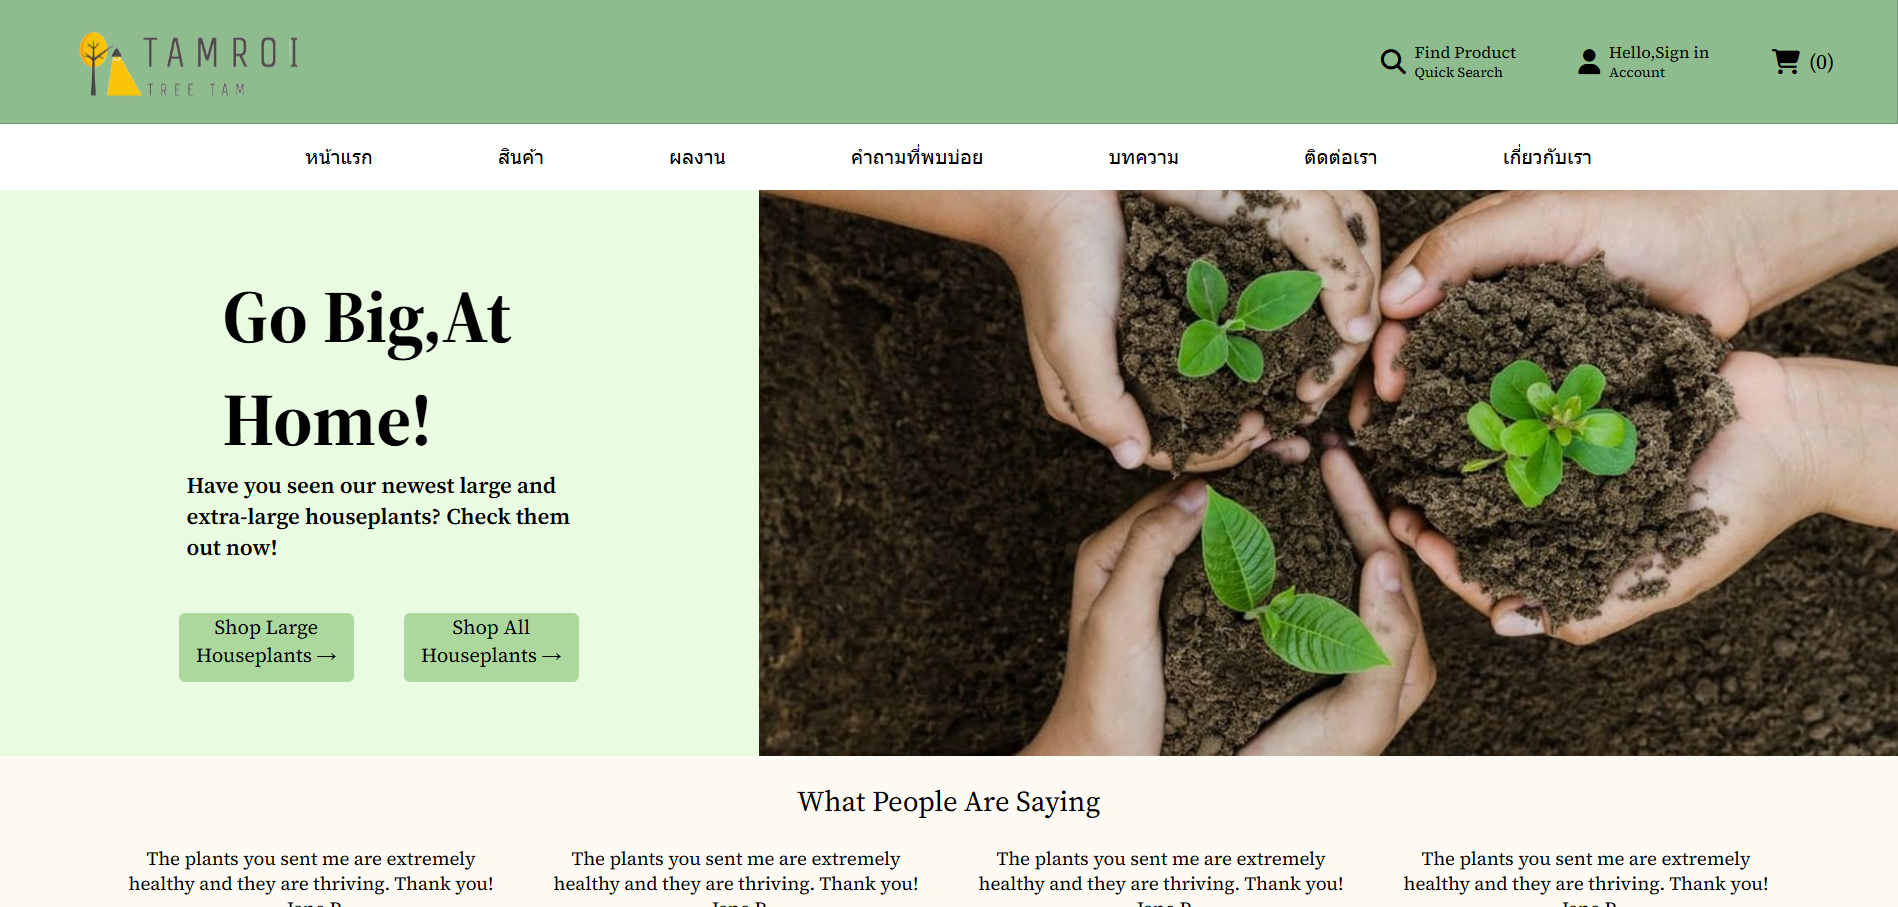 TAMROI
TREE TAM
Find Product
Quick Search
Hello,Sign in
Account
(0)
หน้าแรก
สินค้า
ผลงาน
คำถามที่พบบ่อย
บทความ
ติดต่อเรา
เกี่ยวกับเรา
Go Big,At
Home!
Have you seen our newest large and
extra-large houseplants? Check them
out now!
Shop Large
Houseplants →
Shop All
Houseplants →
What People Are Saying
The plants you sent me are extremely
healthy and they are thriving. Thank you!
The plants you sent me are extremely
healthy and they are thriving. Thank you!
The plants you sent me are extremely
healthy and they are thriving. Thank you!
The plants you sent me are extremely
healthy and they are thriving. Thank you!